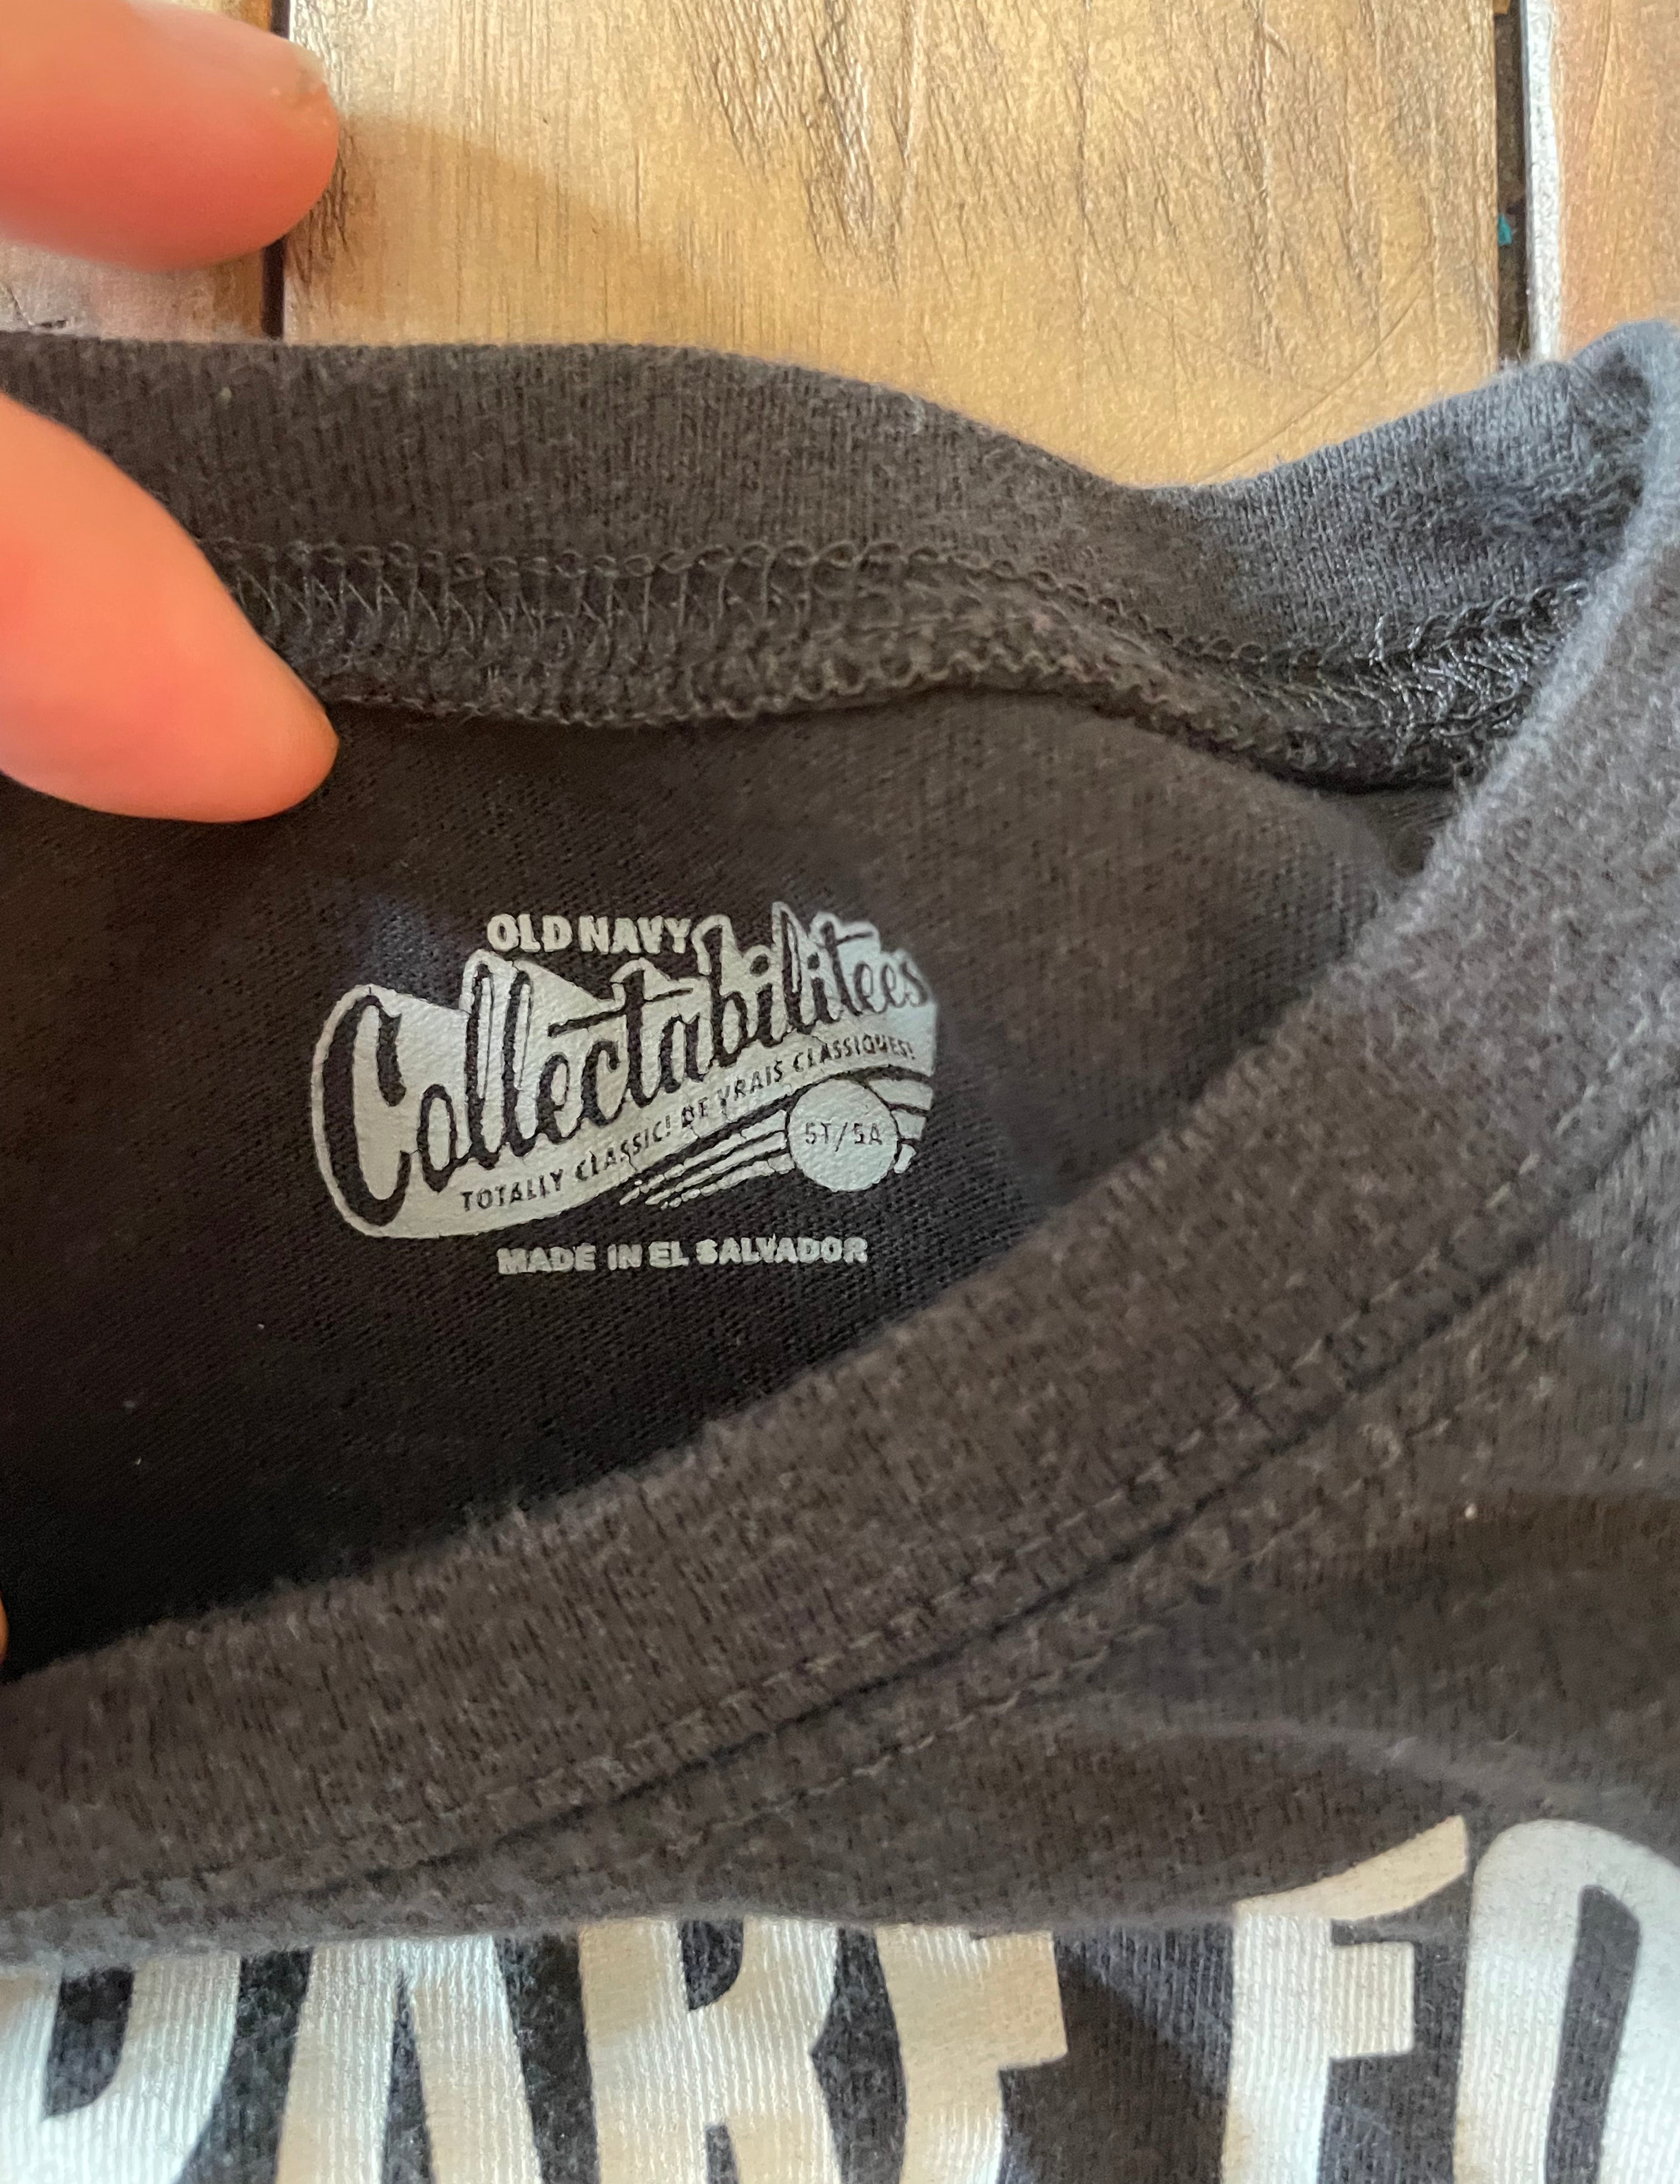 OLD NAVY
Collectabilitees
TOTALLY CLASSIC! DE VRAIS CLASSIQUES!
5T/5A
MADE IN EL SALVADOR